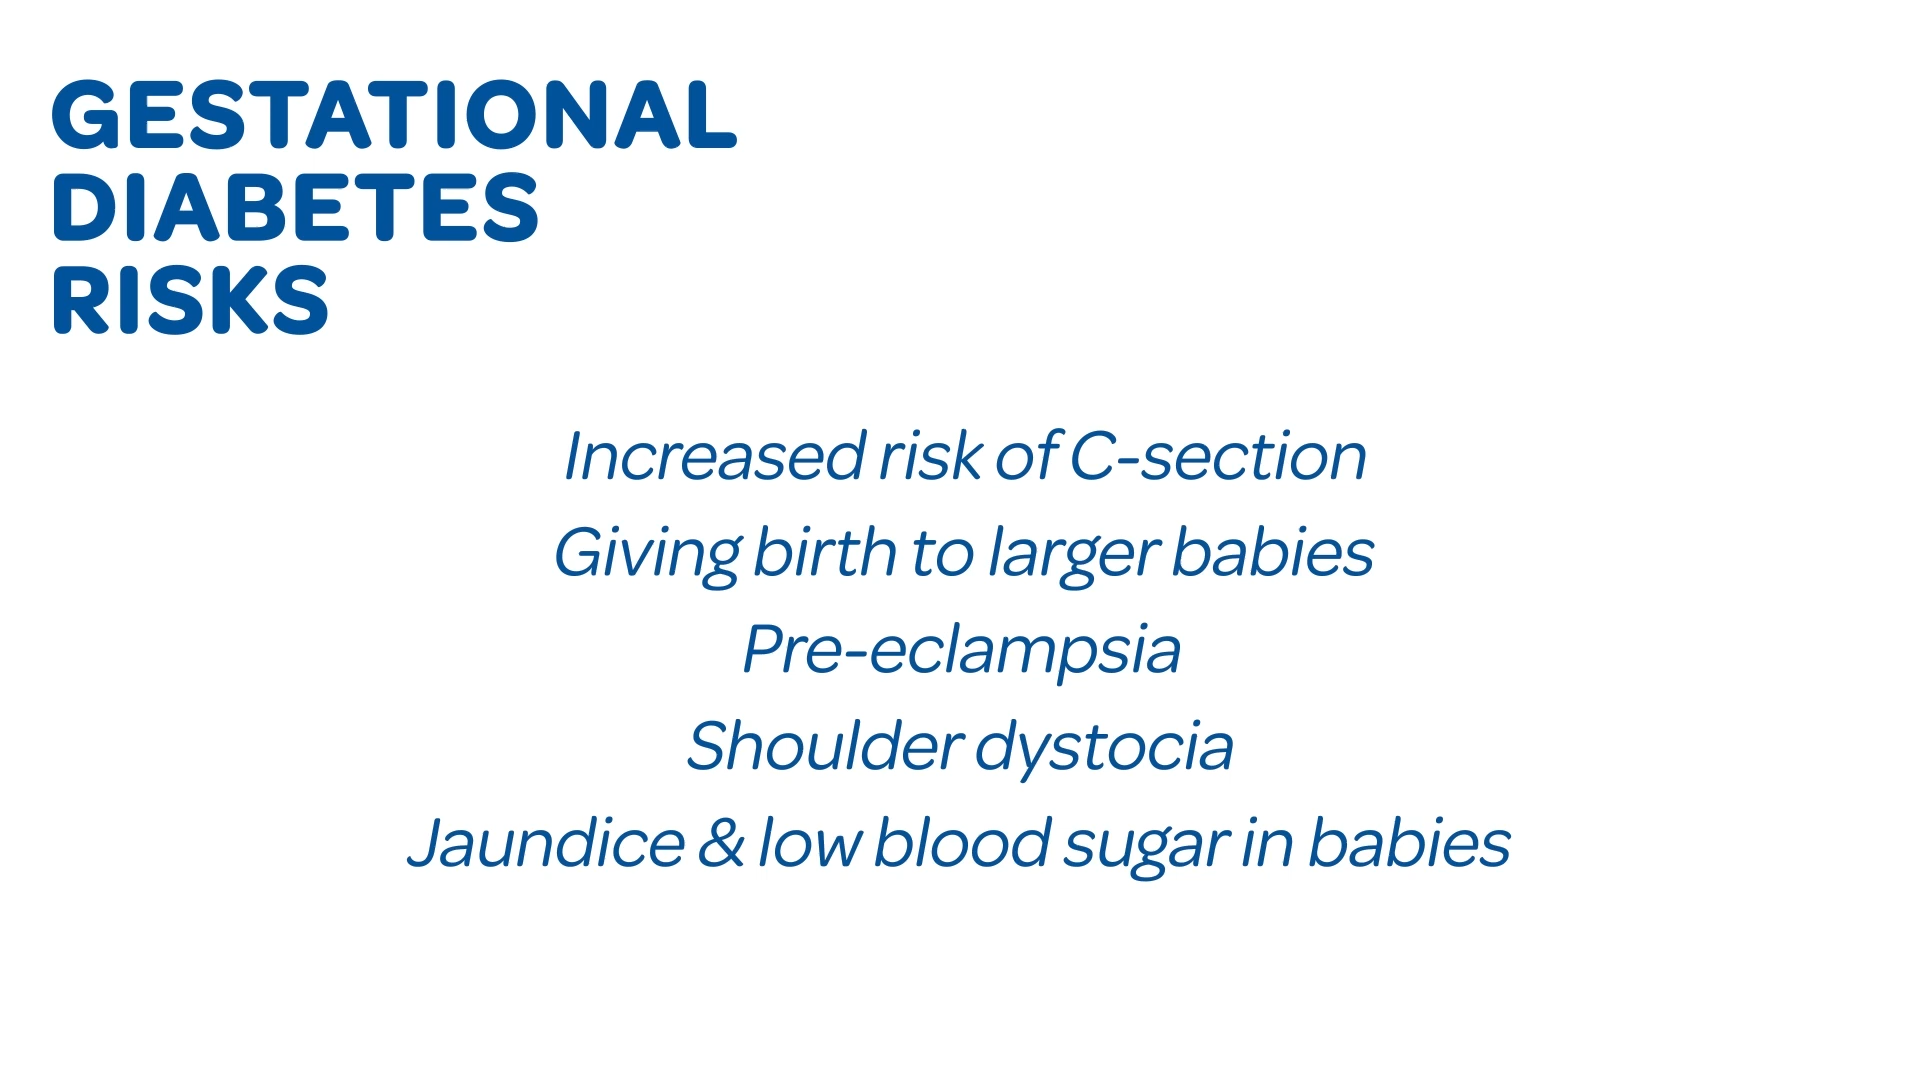 GESTATIONAL
DIABETES
RISKS
Increased risk of C-section
Giving birth to larger babies
Pre-eclampsia
Shoulder dystocia
Jaundice & low blood sugar in babies